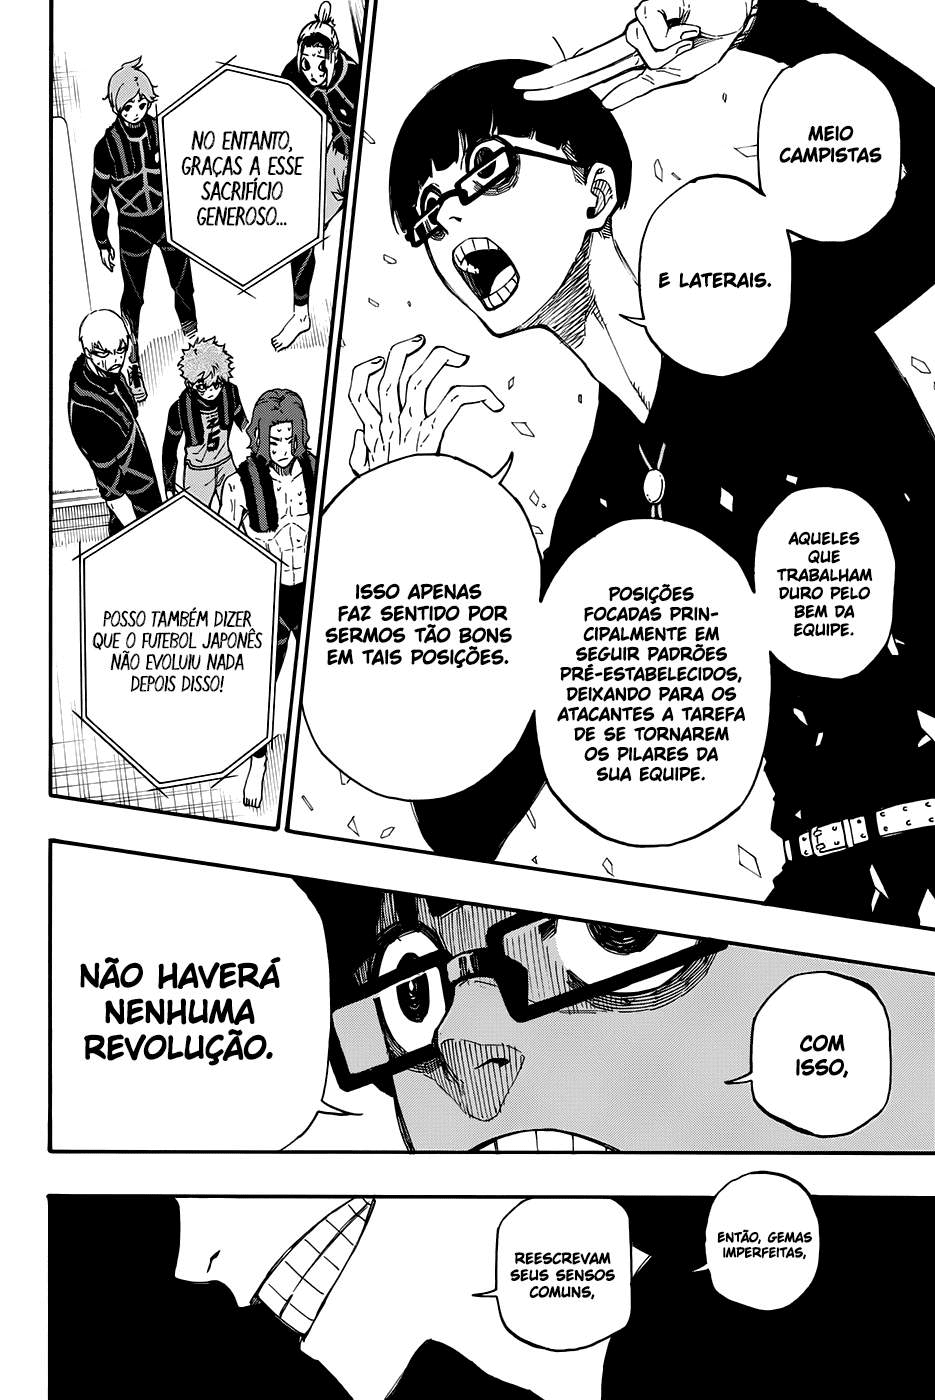 MEIO
CAMPISTAS
E LATERAIS.
AQUELES
QUE
TRABALHAM
DURO PELO
BEM DA
EQUIPE.
POSIÇÕES
FOCADAS PRIN-
CIPALMENTE EM
SEGUIR PADRÕES
PRÉ-ESTABELECIDOS,
DEIXANDO PARA OS
ATACANTES A TAREFA
DE SE TORNAREM
OS PILARES DA
SUA EQUIPE.
ISSO APENAS
FAZ SENTIDO POR
SERMOS TÃO BONS
EM TAIS POSIÇÕES.
NO ENTANTO,
GRAÇAS A ESSE
SACRIFÍCIO
GENEROSO...
POSSO TAMBÉM DIZER
QUE O FUTEBOL JAPONÊS
NÃO EVOLUIU NADA
DEPOIS DISSO!
COM
ISSO,
NÃO HAVERÁ
NENHUMA
REVOLUÇÃO.
ENTÃO, GEMAS
IMPERFEITAS,
REESCREVAM
SEUS SENSOS
COMUNS,